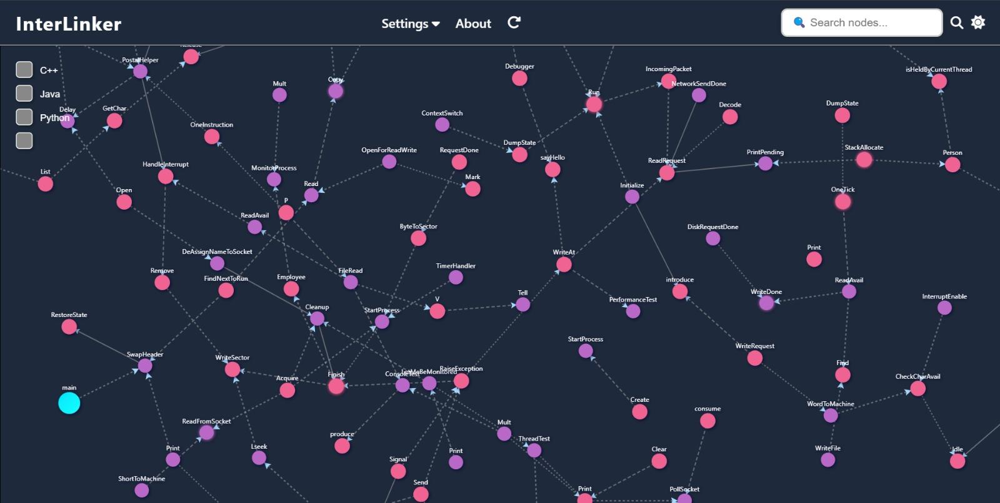 InterLinker
Settings
About
Search nodes...
C++
Java
Python
Release
PostalHelper
Debugger
IncomingPacket
isHeldByCurrentThread
Mult
Copy
NetworkSendDone
Run
Delay
GetChar
ContextSwitch
Decode
DumpState
OneInstruction
OpenForReadWrite
RequestDone
DumpState
StackAllocate
PrintPending
Person
sayHello
ReadRequest
HandleInterrupt
MonitorProcess
List
Mark
Read
Initialize
Open
OneTick
P
ReadAvail
ByteToSector
DiskRequestDone
Print
DeAssignNameToSocket
WriteAt
TimerHandler
Remove
FileRead
FindNextToRun
Employee
introduce
ReadAvail
Tell
WriteDone
InterruptEnable
V
PerformanceTest
Cleanup
StartProcess
RestoreState
StartProcess
WriteRequest
SwapHeader
WriteSector
Find
RaiseException
LetMeBeMonitored
ConsoleTest
Finish
CheckCharAvail
Acquire
main
Create
WordToMachine
consume
ReadFromSocket
Mult
produce
ThreadTest
Print
Lseek
Print
Clear
WriteFile
Idle
Signal
ShortToMachine
Send
Print
PollSocket